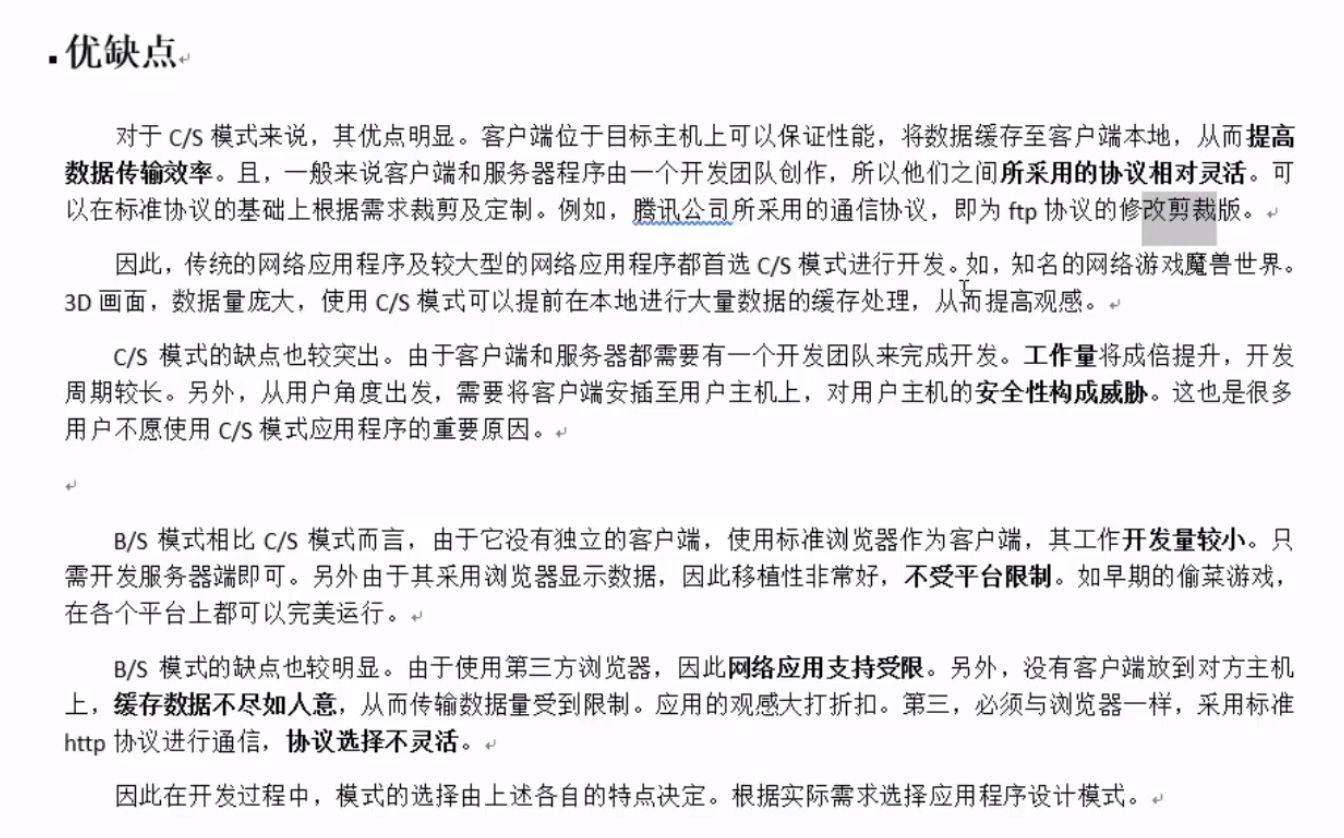 优缺点
对于 C/S 模式来说，其优点明显。客户端位于目标主机上可以保证性能，将数据缓存至客户端本地，从而提高
数据传输效率。且，一般来说客户端和服务器程序由一个开发团队创作，所以他们之间所采用的协议相对灵活。可
以在标准协议的基础上根据需求裁剪及定制。例如，腾讯公司所采用的通信协议，即为 ftp 协议的修改剪裁版。
因此，传统的网络应用程序及较大型的网络应用程序都首选 C/S 模式进行开发。如，知名的网络游戏魔兽世界。
3D 画面，数据量庞大，使用 C/S 模式可以提前在本地进行大量数据的缓存处理，从而提高观感。
C/S 模式的缺点也较突出。由于客户端和服务器都需要有一个开发团队来完成开发。工作量将成倍提升，开发
周期较长。另外，从用户角度出发，需要将客户端安插至用户主机上，对用户主机的安全性构成威胁。这也是很多
用户不愿使用 C/S 模式应用程序的重要原因。
B/S 模式相比 C/S 模式而言，由于它没有独立的客户端，使用标准浏览器作为客户端，其工作开发量较小。只
需开发服务器端即可。另外由于其采用浏览器显示数据，因此移植性非常好，不受平台限制。如早期的偷菜游戏，
在各个平台上都可以完美运行。
B/S 模式的缺点也较明显。由于使用第三方浏览器，因此网络应用支持受限。另外，没有客户端放到对方主机
上，缓存数据不尽如人意，从而传输数据量受到限制。应用的观感大打折扣。第三，必须与浏览器一样，采用标准
http 协议进行通信，协议选择不灵活。
因此在开发过程中，模式的选择由上述各自的特点决定。根据实际需求选择应用程序设计模式。